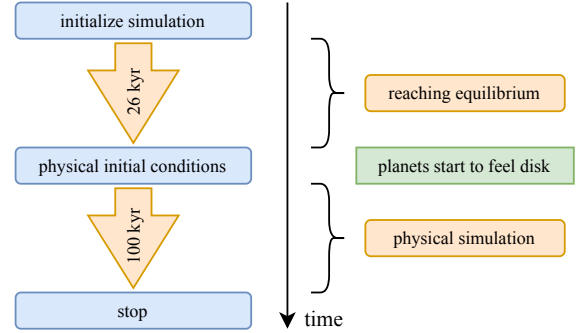 initialize simulation
26 kyr
reaching equilibrium
physical initial conditions
planets start to feel disk
100 kyr
physical simulation
stop
time